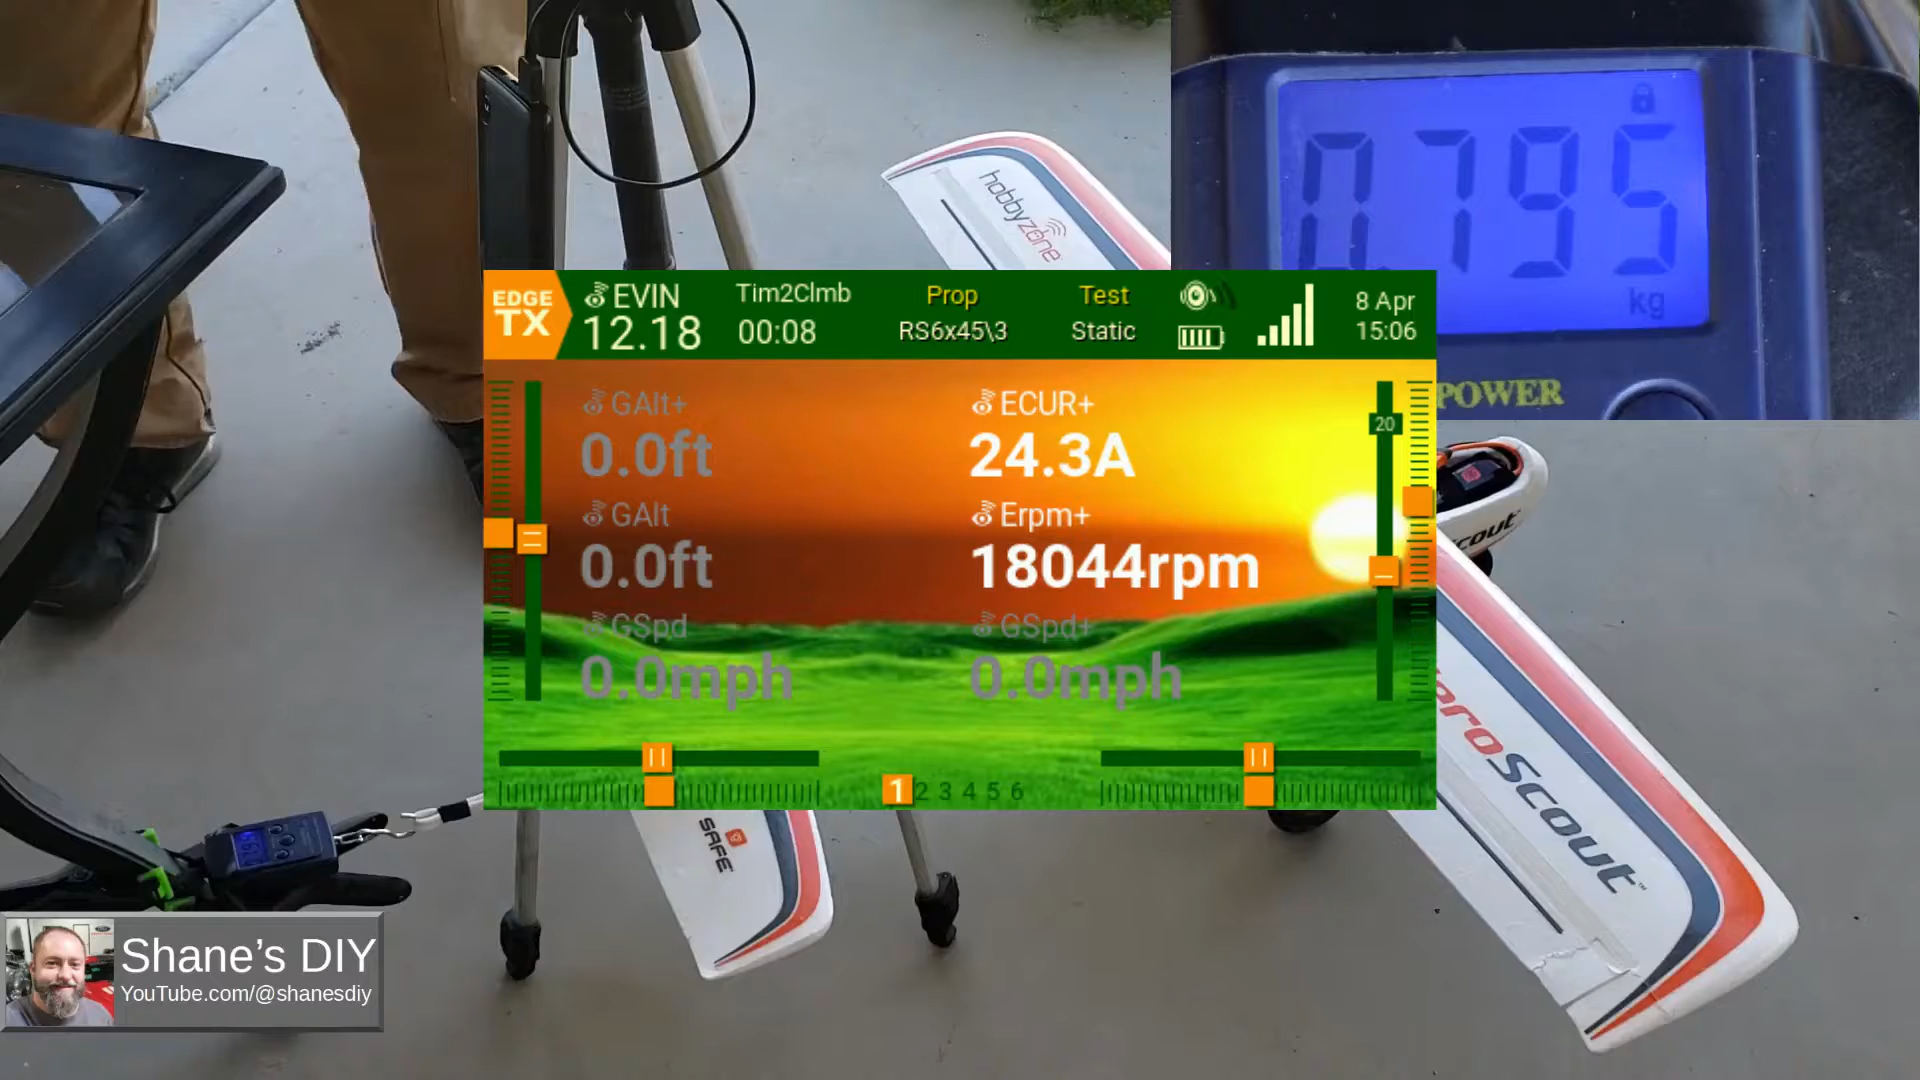 hobbyzone
0.795
kg
POWER
EDGE
TX
EVIN
12.18
Tim2Clmb
00:08
Prop
RS6x45\3
Test
Static
8 Apr
15:06
GAlt+
0.0ft
ECUR+
24.3A
20
GAlt
0.0ft
Erpm+
18044rpm
GSpd
0.0mph
GSpd+
0.0mph
1 2 3 4 5 6
scout
aeroScout™
SAFE
Shane's DIY
YouTube.com/@shanesdiy